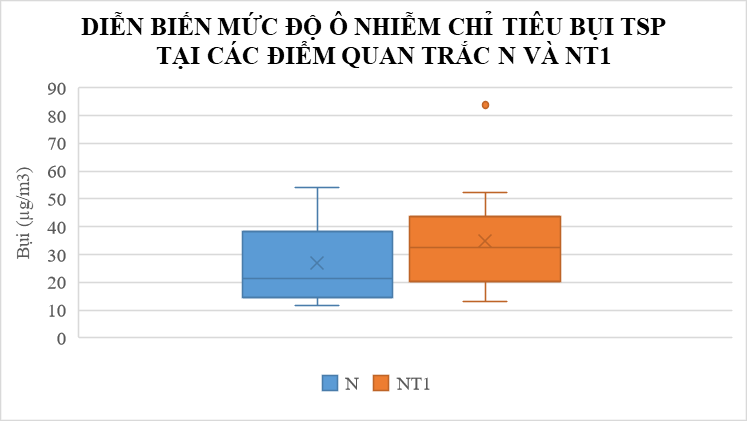 DIỄN BIẾN MỨC ĐỘ Ô NHIỄM CHỈ TIÊU BỤI TSP
TẠI CÁC ĐIỂM QUAN TRẮC N VÀ NT1
90
80
70
60
50
40
30
20
10
0
Bụi (µg/m3)
N
NT1